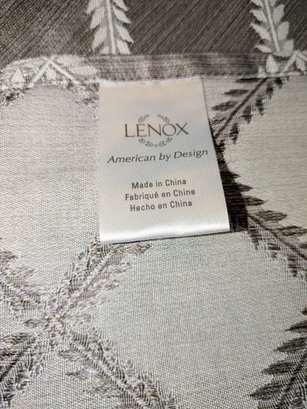 LENOX
American by Design
Made in China
Fabriqué en Chine
Hecho en China